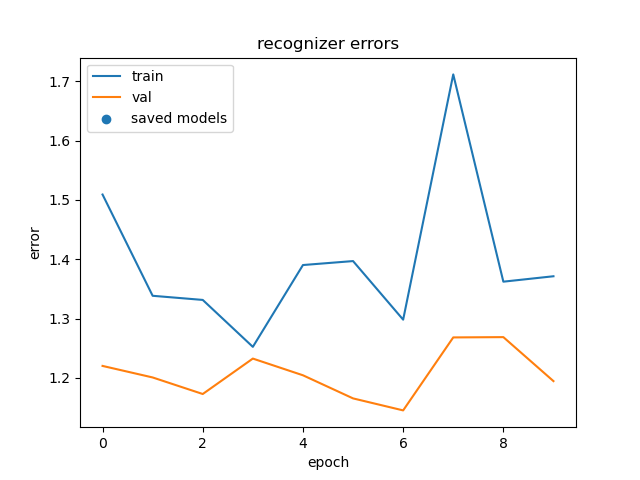 recognizer errors
train
val
saved models
1.7
1.6
1.5
1.4
1.3
1.2
error
0 2 4 6 8
epoch